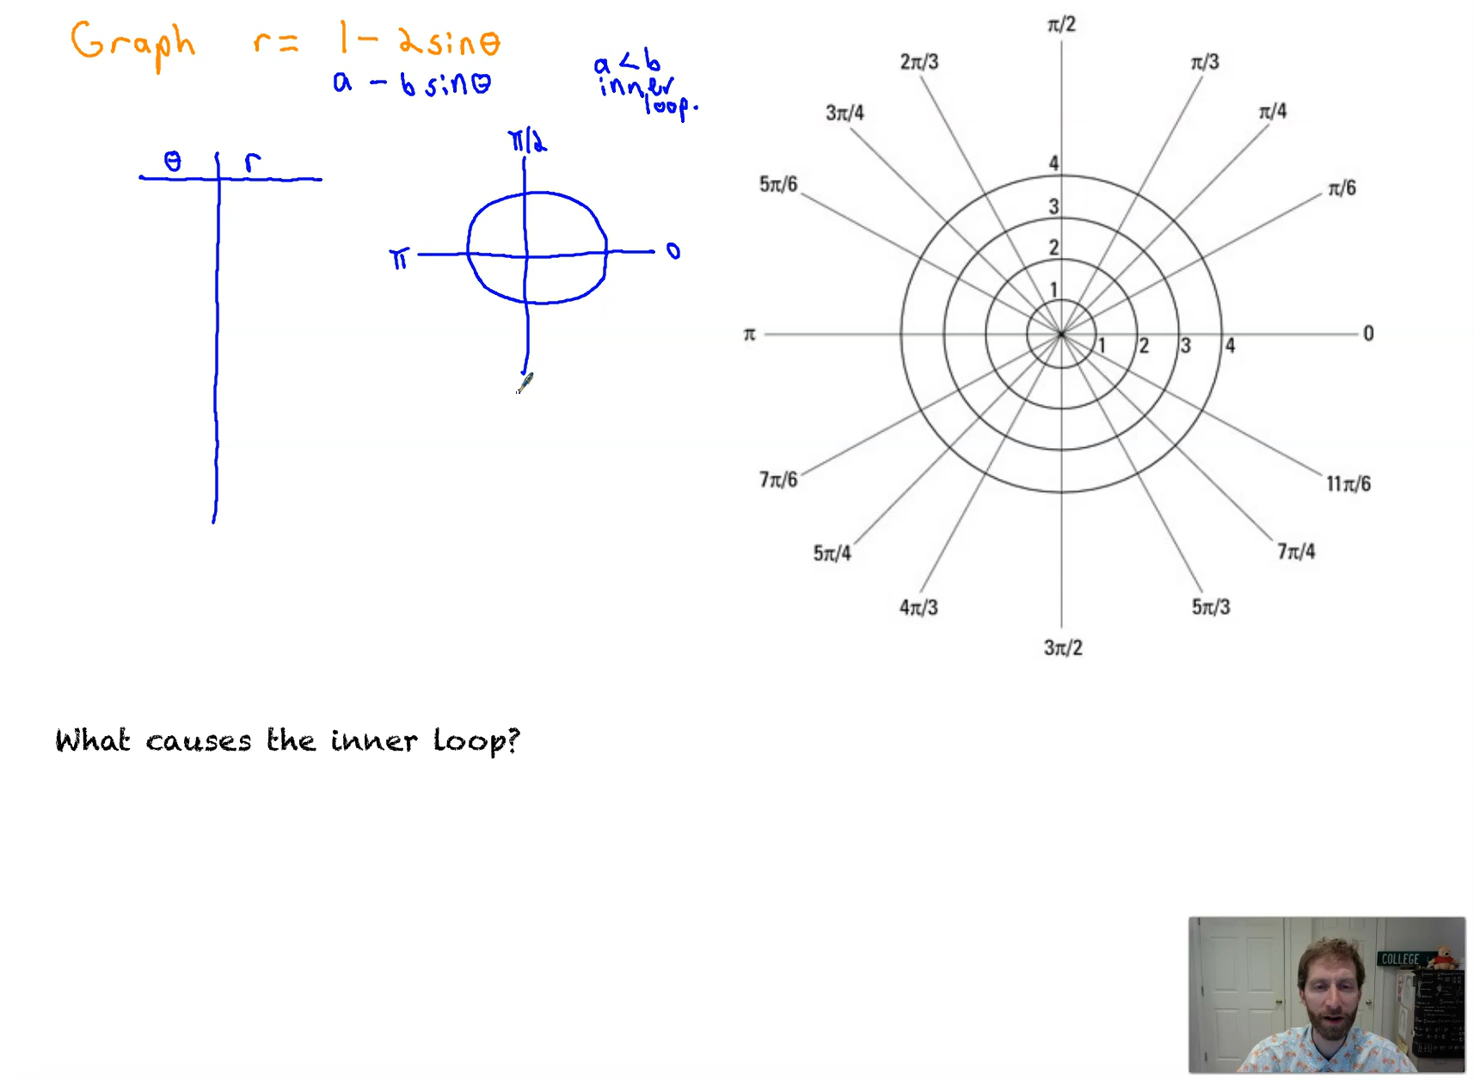 Graph r = 1 - 2sinθ
a - b sinθ
a < b
inner
loop.
θ r
π/2
π 0
π/2
2π/3 π/3
3π/4 π/4
5π/6 π/6
4
3
2
1
π 1 2 3 4 0
7π/6 11π/6
5π/4 7π/4
4π/3 5π/3
3π/2
What causes the inner loop?
COLLEGE